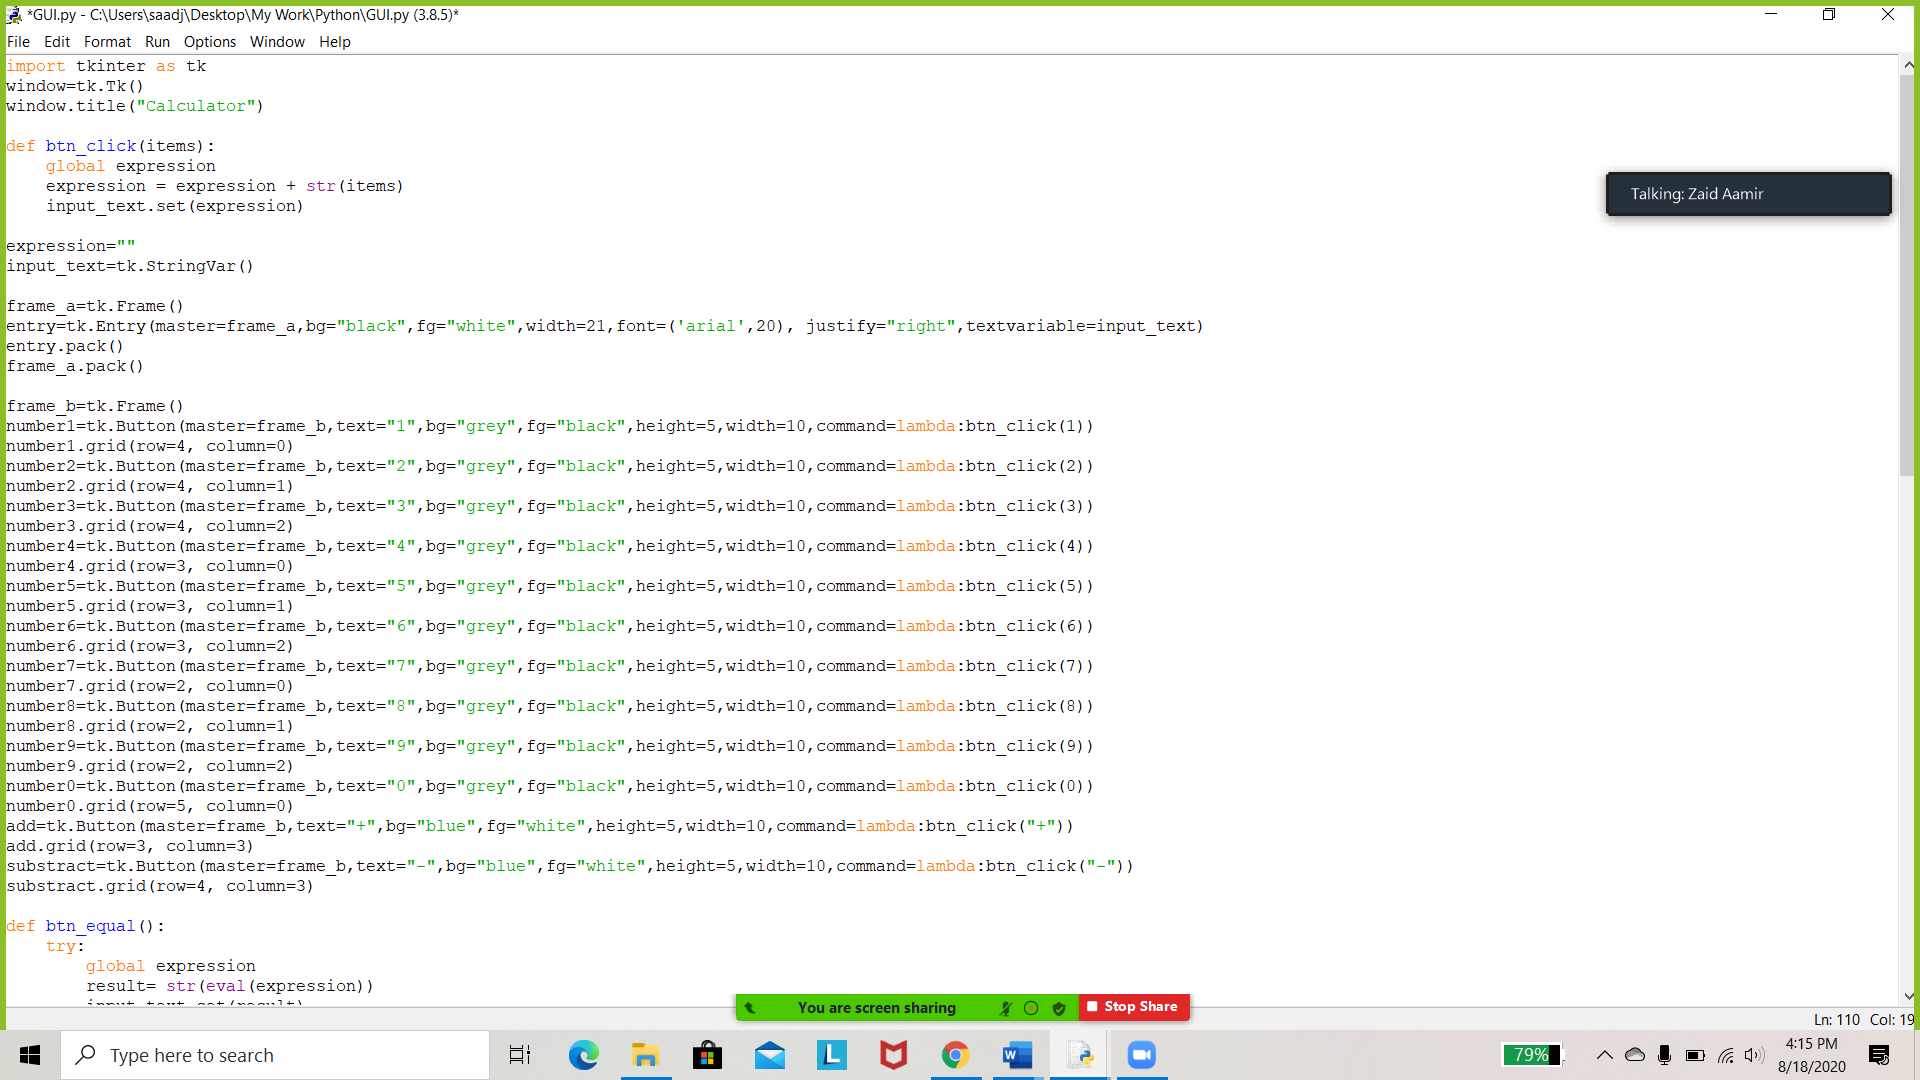 *GUI.py - C:\Users\saadj\Desktop\My Work\Python\GUI.py (3.8.5)*
File Edit Format Run Options Window Help
import tkinter as tk
window=tk.Tk()
window.title("Calculator")
def btn_click(items):
    global expression
    expression = expression + str(items)
    input_text.set(expression)
Talking: Zaid Aamir
expression=""
input_text=tk.StringVar()
frame_a=tk.Frame()
entry=tk.Entry(master=frame_a,bg="black",fg="white",width=21,font=('arial',20), justify="right",textvariable=input_text)
entry.pack()
frame_a.pack()
frame_b=tk.Frame()
number1=tk.Button(master=frame_b,text="1",bg="grey",fg="black",height=5,width=10,command=lambda:btn_click(1))
number1.grid(row=4, column=0)
number2=tk.Button(master=frame_b,text="2",bg="grey",fg="black",height=5,width=10,command=lambda:btn_click(2))
number2.grid(row=4, column=1)
number3=tk.Button(master=frame_b,text="3",bg="grey",fg="black",height=5,width=10,command=lambda:btn_click(3))
number3.grid(row=4, column=2)
number4=tk.Button(master=frame_b,text="4",bg="grey",fg="black",height=5,width=10,command=lambda:btn_click(4))
number4.grid(row=3, column=0)
number5=tk.Button(master=frame_b,text="5",bg="grey",fg="black",height=5,width=10,command=lambda:btn_click(5))
number5.grid(row=3, column=1)
number6=tk.Button(master=frame_b,text="6",bg="grey",fg="black",height=5,width=10,command=lambda:btn_click(6))
number6.grid(row=3, column=2)
number7=tk.Button(master=frame_b,text="7",bg="grey",fg="black",height=5,width=10,command=lambda:btn_click(7))
number7.grid(row=2, column=0)
number8=tk.Button(master=frame_b,text="8",bg="grey",fg="black",height=5,width=10,command=lambda:btn_click(8))
number8.grid(row=2, column=1)
number9=tk.Button(master=frame_b,text="9",bg="grey",fg="black",height=5,width=10,command=lambda:btn_click(9))
number9.grid(row=2, column=2)
number0=tk.Button(master=frame_b,text="0",bg="grey",fg="black",height=5,width=10,command=lambda:btn_click(0))
number0.grid(row=5, column=0)
add=tk.Button(master=frame_b,text="+",bg="blue",fg="white",height=5,width=10,command=lambda:btn_click("+"))
add.grid(row=3, column=3)
substract=tk.Button(master=frame_b,text="-",bg="blue",fg="white",height=5,width=10,command=lambda:btn_click("-"))
substract.grid(row=4, column=3)
def btn_equal():
    try:
        global expression
        result= str(eval(expression))
        input_text.set(result)
You are screen sharing Stop Share
Ln: 110 Col: 19
Type here to search
L
W
79%
4:15 PM
8/18/2020
3